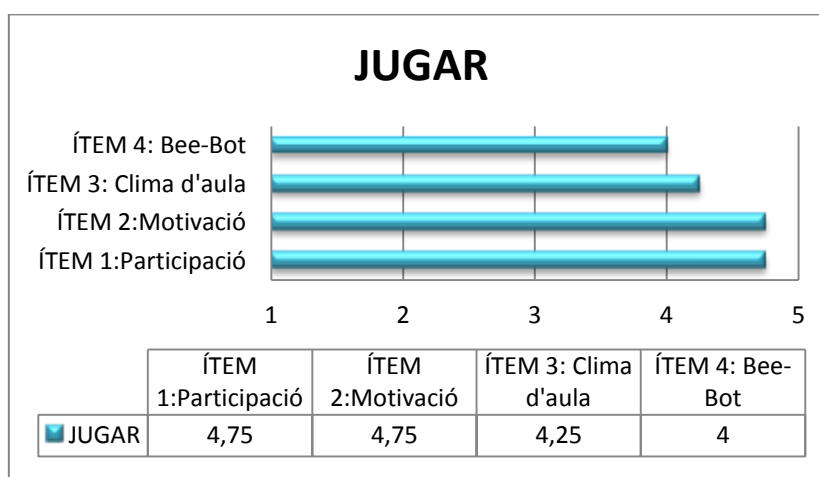 JUGAR
ÍTEM 4: Bee-Bot
ÍTEM 3: Clima d'aula
ÍTEM 2:Motivació
ÍTEM 1:Participació
1 2 3 4 5
ÍTEM ÍTEM ÍTEM 3: Clima ÍTEM 4: Bee-
1:Participació 2:Motivació d'aula Bot
JUGAR 4,75 4,75 4,25 4